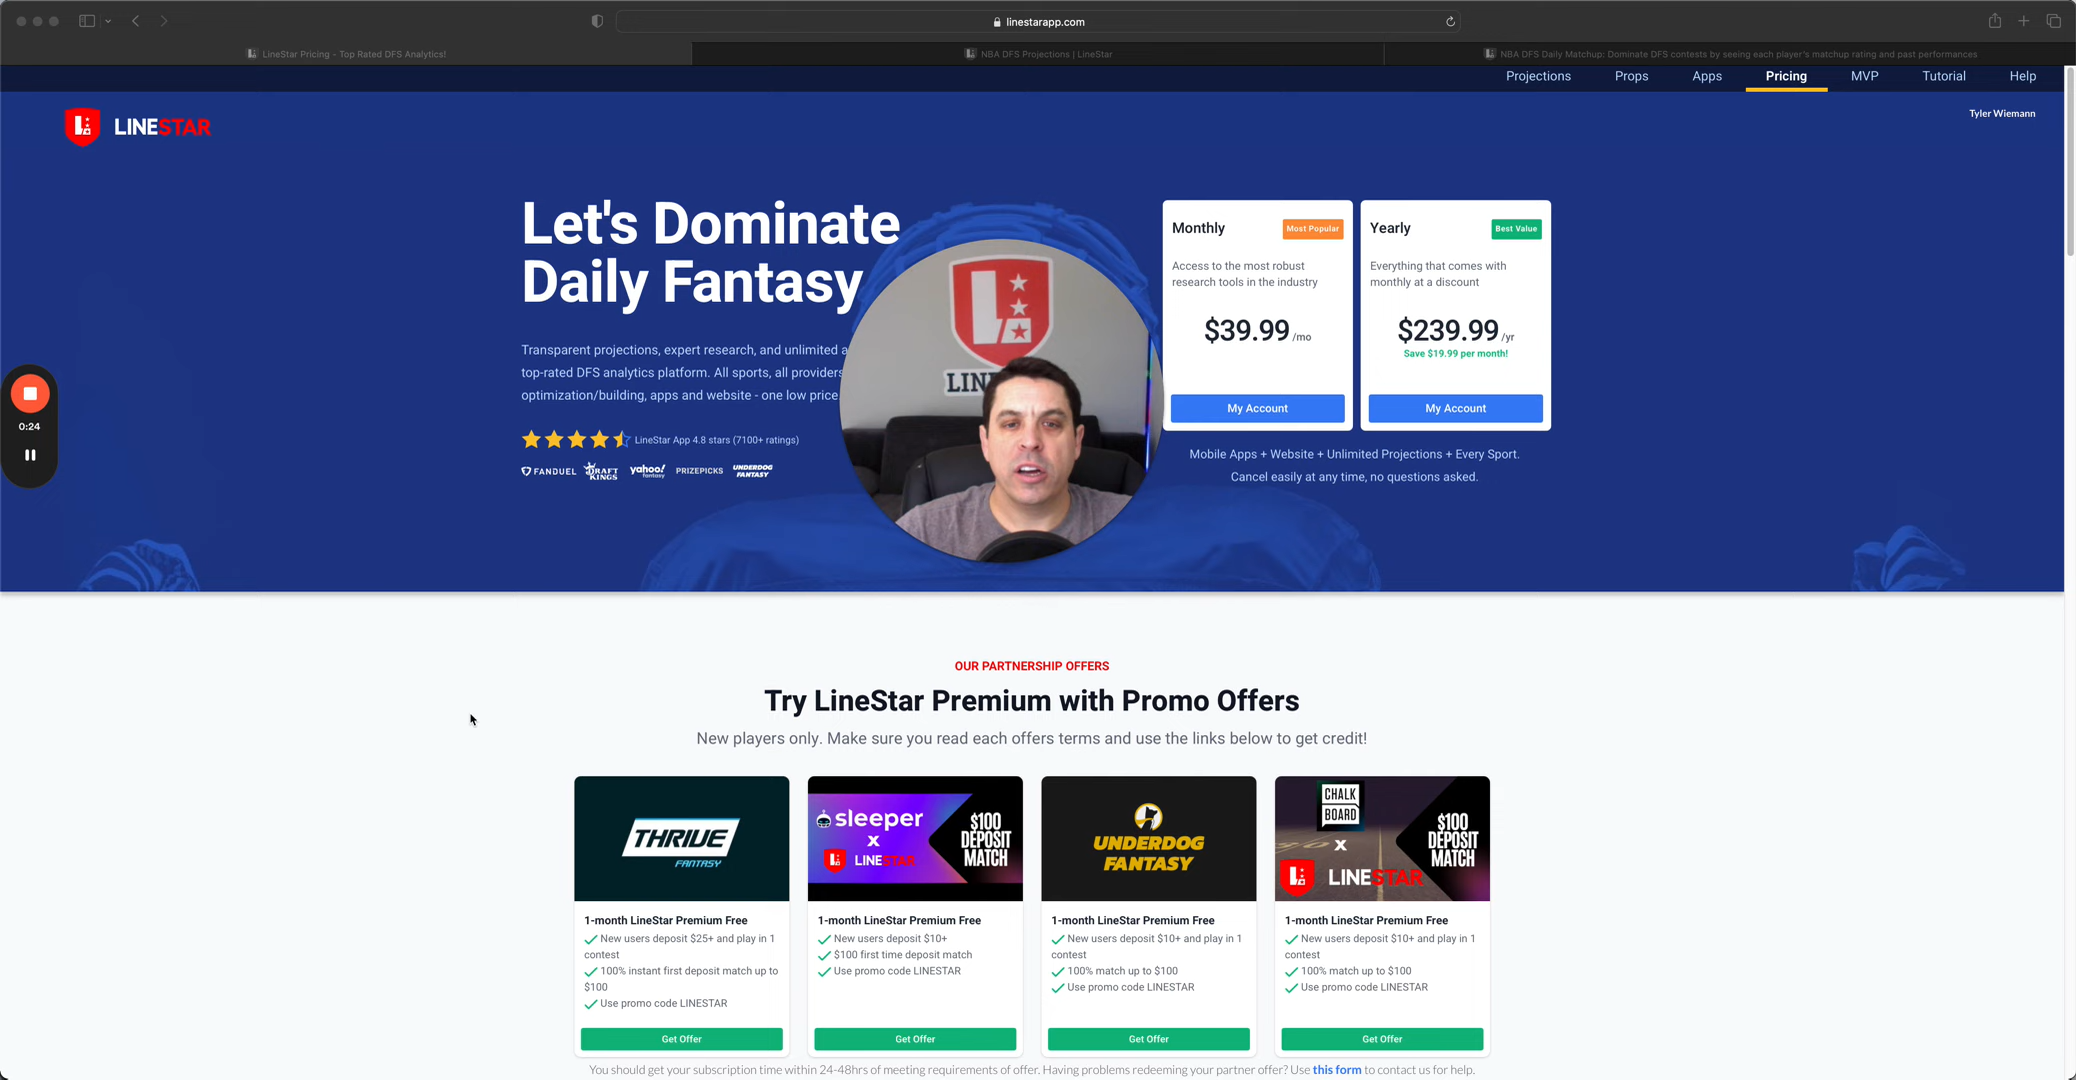 linestarapp.com
LineStar Pricing - Top Rated DFS Analytics!
NBA DFS Projections | LineStar
NBA DFS Daily Matchup: Dominate DFS contests by seeing each player's matchup rating and past performances
Projections
Props
Apps
Pricing
MVP
Tutorial
Help
LINESTAR
Tyler Wiemann
Let's Dominate
Daily Fantasy
Transparent projections, expert research, and unlimited
top-rated DFS analytics platform. All sports, all providers
optimization/building, apps and website - one low price
LineStar App 4.8 stars (7100+ ratings)
FANDUEL
DRAFT
KINGS
yahoo!
fantasy
PRIZEPICKS
UNDERDOG
FANTASY
LIN
Monthly
Most Popular
Access to the most robust
research tools in the industry
$39.99 /mo
My Account
Yearly
Best Value
Everything that comes with
monthly at a discount
$239.99 /yr
Save $19.99 per month!
My Account
Mobile Apps + Website + Unlimited Projections + Every Sport.
Cancel easily at any time, no questions asked.
0:24
OUR PARTNERSHIP OFFERS
Try LineStar Premium with Promo Offers
New players only. Make sure you read each offers terms and use the links below to get credit!
THRIVE
FANTASY
1-month LineStar Premium Free
New users deposit $25+ and play in 1
contest
100% instant first deposit match up to
$100
Use promo code LINESTAR
Get Offer
sleeper
X
LINESTAR
$100
DEPOSIT
MATCH
1-month LineStar Premium Free
New users deposit $10+
$100 first time deposit match
Use promo code LINESTAR
Get Offer
UNDERDOG
FANTASY
1-month LineStar Premium Free
New users deposit $10+ and play in 1
contest
100% match up to $100
Use promo code LINESTAR
Get Offer
CHALK
BOARD
X
LINESTAR
$100
DEPOSIT
MATCH
1-month LineStar Premium Free
New users deposit $10+ and play in 1
contest
100% match up to $100
Use promo code LINESTAR
Get Offer
You should get your subscription time within 24-48hrs of meeting requirements of offer. Having problems redeeming your partner offer? Use this form to contact us for help.